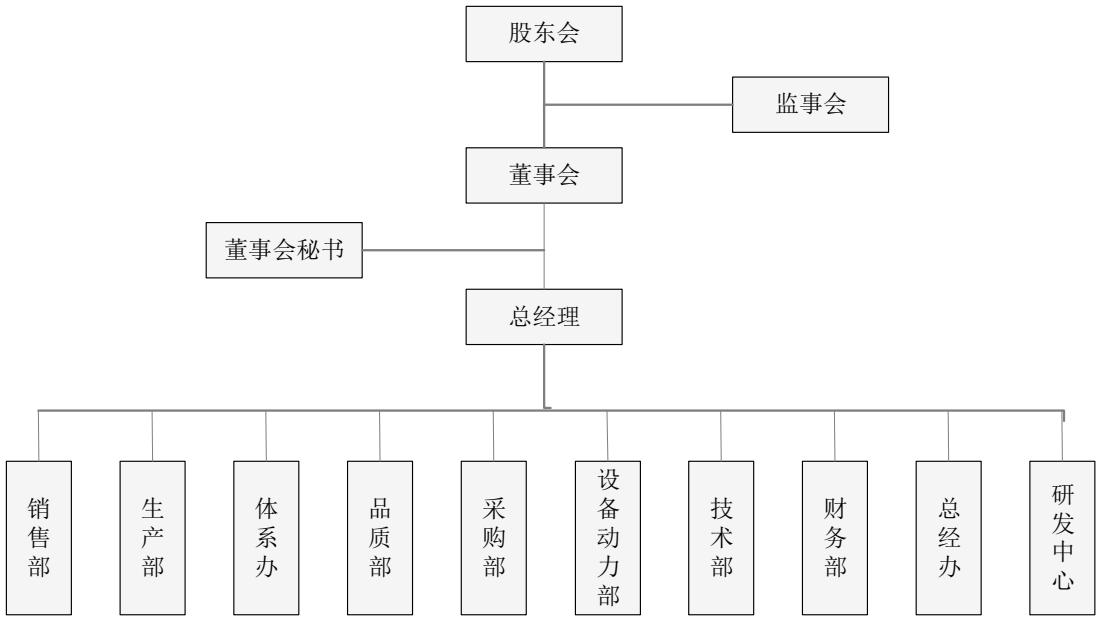 股东会
监事会
董事会
董事会秘书
总经理
销售部
生产部
体系办
品质部
采购部
设备动力部
技术部
财务部
总经办
研发中心